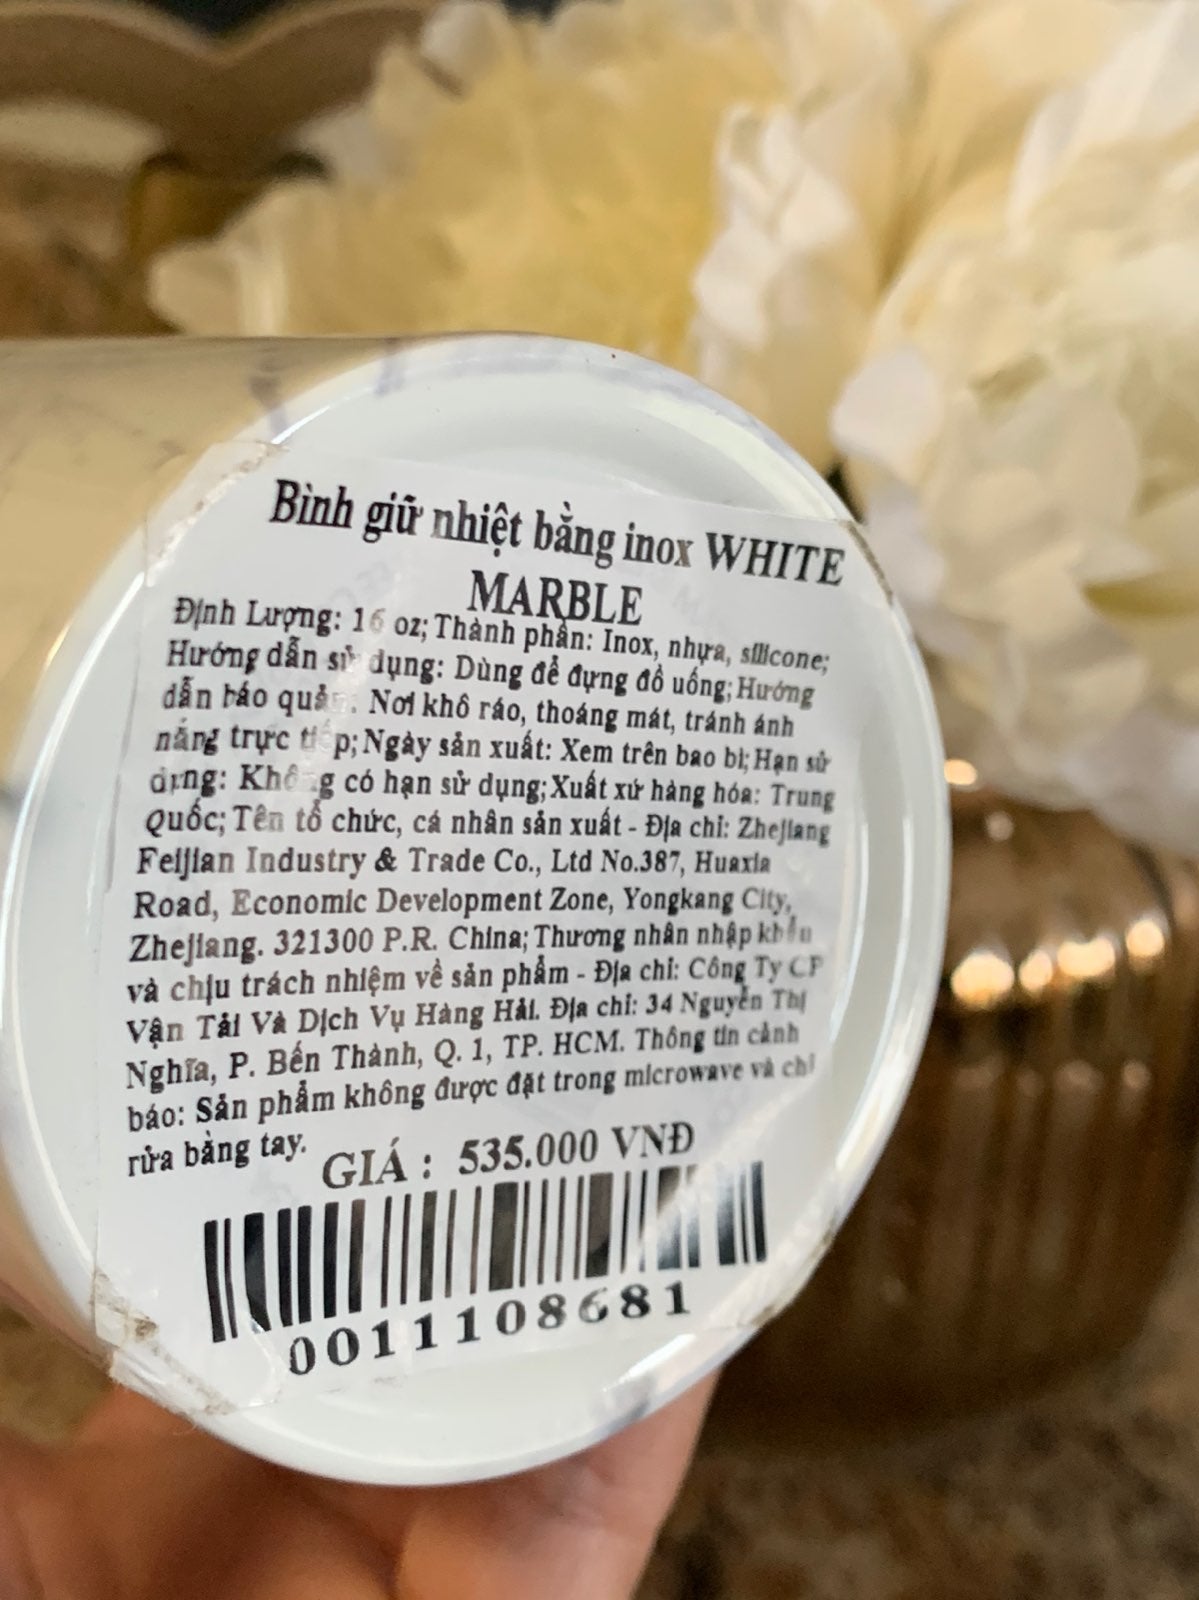 Bình giữ nhiệt bằng inox WHITE
MARBLE
Định Lượng: 16 oz; Thành phần: Inox, nhựa, silicone;
Hướng dẫn sử dụng: Dùng để đựng đồ uống; Hướng
dẫn bảo quản: Nơi khô ráo, thoáng mát, tránh ánh
nắng trực tiếp; Ngày sản xuất: Xem trên bao bì; Hạn sử
dụng: Không có hạn sử dụng; Xuất xứ hàng hóa: Trung
Quốc; Tên tổ chức, cá nhân sản xuất - Địa chỉ: Zhejiang
Feijian Industry & Trade Co., Ltd No.387, Huaxia
Road, Economic Development Zone, Yongkang City,
Zhejiang. 321300 P.R. China; Thương nhân nhập khẩu
và chịu trách nhiệm về sản phẩm - Địa chỉ: Công Ty CP
Vận Tải Và Dịch Vụ Hàng Hải. Địa chỉ: 34 Nguyễn Thị
Nghĩa, P. Bến Thành, Q. 1, TP. HCM. Thông tin cảnh
báo: Sản phẩm không được đặt trong microwave và chỉ
rửa bằng tay.
GIÁ : 535.000 VNĐ
0011108681